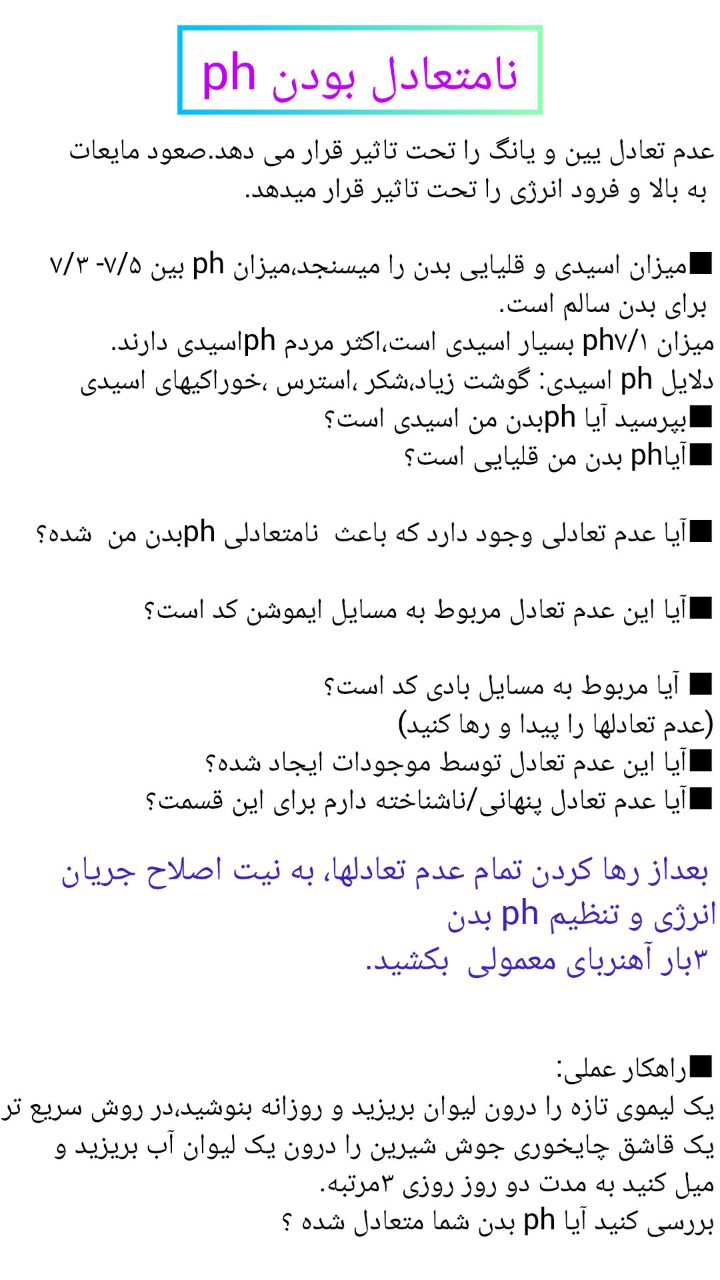 نامتعادل بودن ph
عدم تعادل یین و یانگ را تحت تاثیر قرار می دهد.صعود مایعات
به بالا و فرود انرژی را تحت تاثیر قرار میدهد.
■میزان اسیدی و قلیایی بدن را میسنجد،میزان ph بین ۷/۵- ۷/۳
برای بدن سالم است.
میزان ph۷/۱ بسیار اسیدی است،اکثر مردم phاسیدی دارند.
دلایل ph اسیدی: گوشت زیاد،شکر ،استرس ،خوراکیهای اسیدی
■بپرسید آیا phبدن من اسیدی است؟
■آیاph بدن من قلیایی است؟
■آیا عدم تعادلی وجود دارد که باعث نامتعادلی phبدن من شده؟
■آیا این عدم تعادل مربوط به مسایل ایموشن کد است؟
■ آیا مربوط به مسایل بادی کد است؟
(عدم تعادلها را پیدا و رها کنید)
■آیا این عدم تعادل توسط موجودات ایجاد شده؟
■آیا عدم تعادل پنهانی/ناشناخته دارم برای این قسمت؟
بعداز رها کردن تمام عدم تعادلها، به نیت اصلاح جریان
انرژی و تنظیم ph بدن
۳بار آهنربای معمولی بکشید.
■راهکار عملی:
یک لیموی تازه را درون لیوان بریزید و روزانه بنوشید،در روش سریع تر
یک قاشق چایخوری جوش شیرین را درون یک لیوان آب بریزید و
میل کنید به مدت دو روز روزی ۳مرتبه.
بررسی کنید آیا ph بدن شما متعادل شده ؟